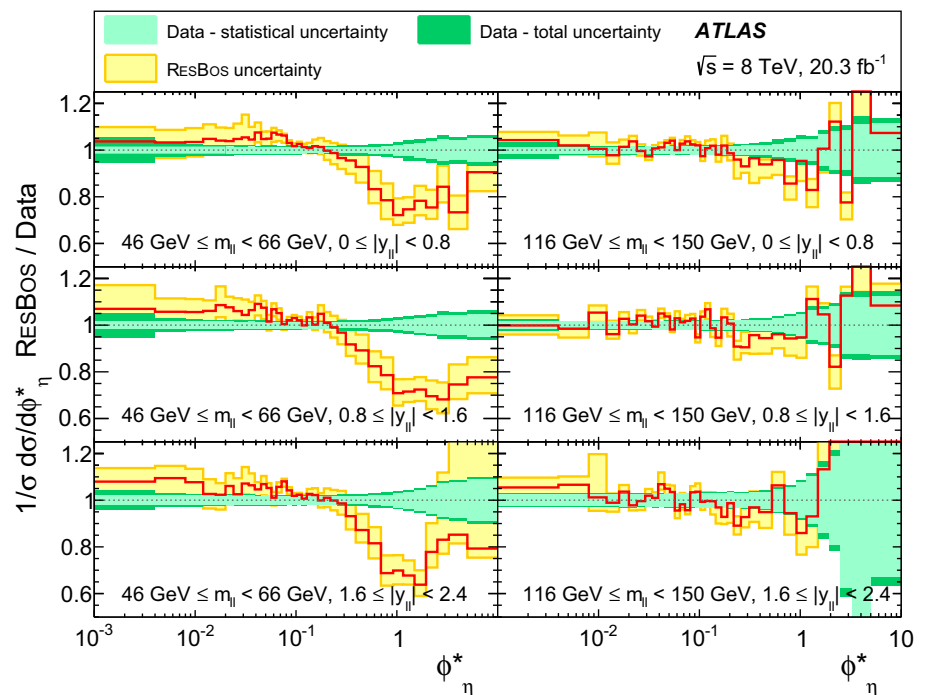 Data - statistical uncertainty
Data - total uncertainty
ATLAS
RESBOS uncertainty
√s = 8 TeV, 20.3 fb⁻¹
1/σ dσ/dϕ*η RESBOS / Data
1.2
1
0.8
0.6
46 GeV ≤ m_ll < 66 GeV, 0 ≤ |y_ll| < 0.8
116 GeV ≤ m_ll < 150 GeV, 0 ≤ |y_ll| < 0.8
1.2
1
0.8
0.6
46 GeV ≤ m_ll < 66 GeV, 0.8 ≤ |y_ll| < 1.6
116 GeV ≤ m_ll < 150 GeV, 0.8 ≤ |y_ll| < 1.6
1.2
1
0.8
0.6
46 GeV ≤ m_ll < 66 GeV, 1.6 ≤ |y_ll| < 2.4
116 GeV ≤ m_ll < 150 GeV, 1.6 ≤ |y_ll| < 2.4
10⁻³ 10⁻² 10⁻¹ 1 10⁻² 10⁻¹ 1 10
ϕ*η ϕ*η